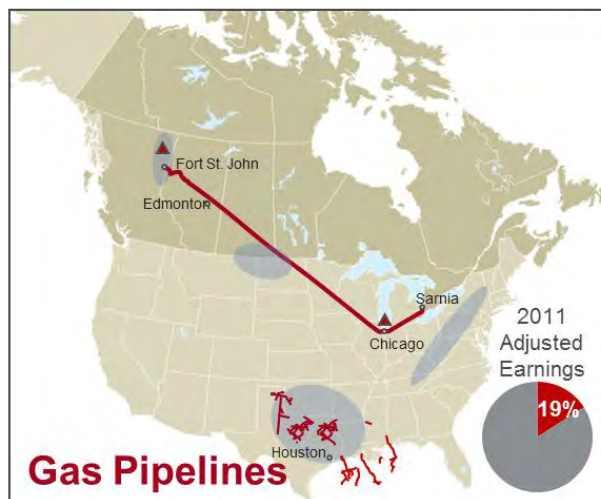 Fort St. John
Edmonton
Sarnia
Chicago
2011
Adjusted
Earnings
19%
Houston
Gas Pipelines